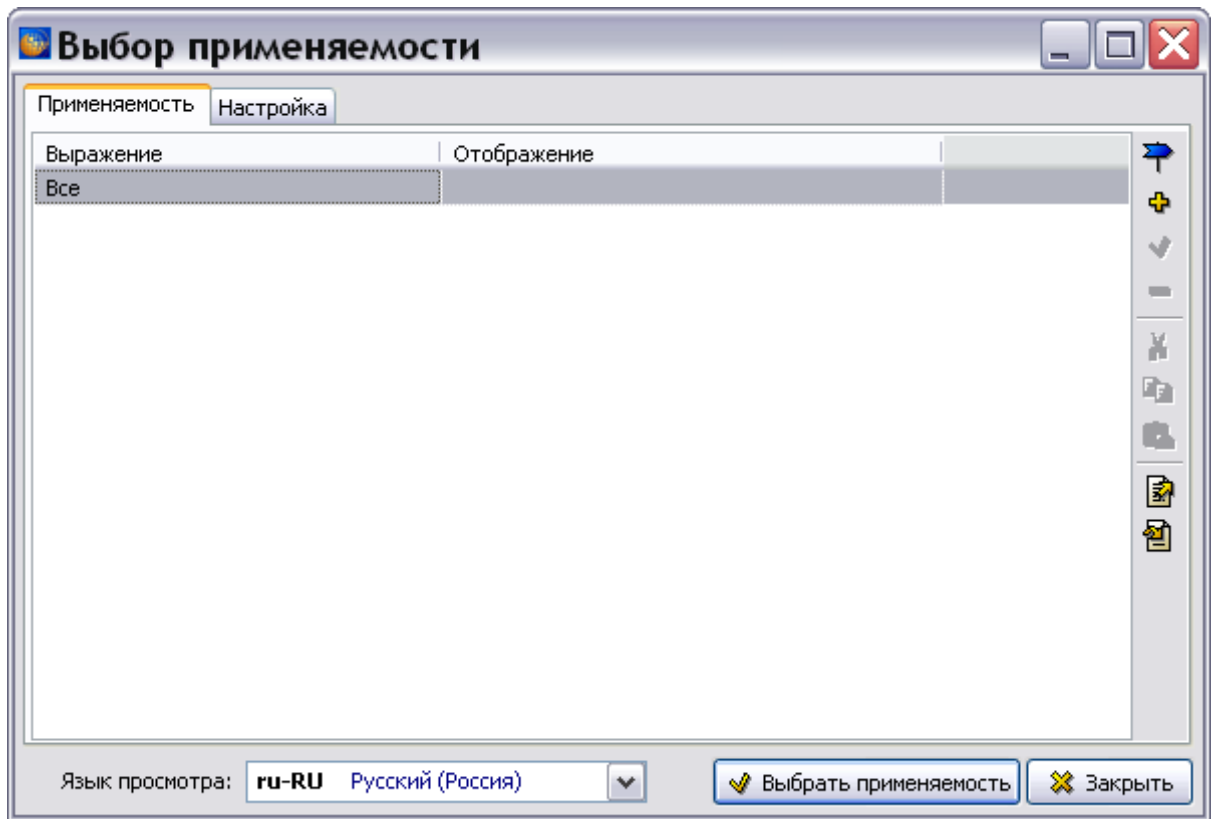 Выбор применяемости
Применяемость Настройка
Выражение Отображение
Все
Язык просмотра: ru-RU Русский (Россия) Выбрать применяемость Закрыть